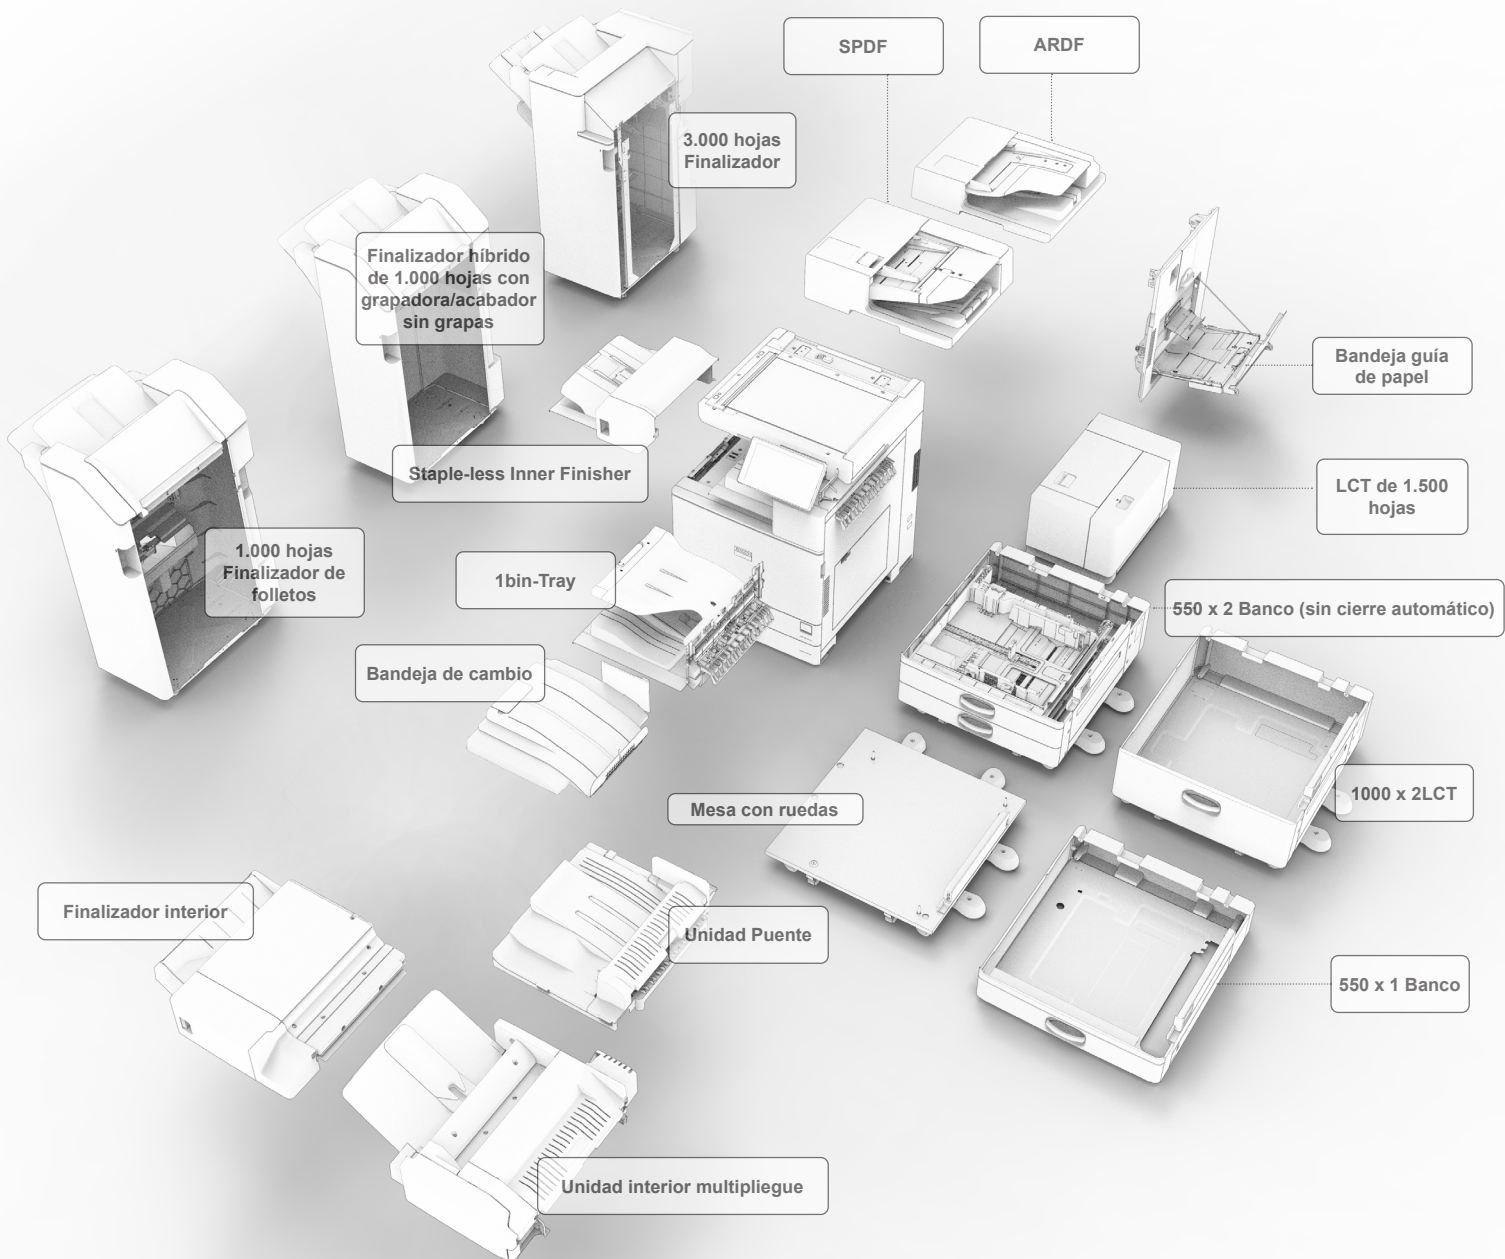 SPDF
ARDF
3.000 hojas
Finalizador
Finalizador híbrido
de 1.000 hojas con
grapadora/acabador
sin grapas
Bandeja guía
de papel
Staple-less Inner Finisher
LCT de 1.500
hojas
1.000 hojas
Finalizador de
folletos
1bin-Tray
550 x 2 Banco (sin cierre automático)
Bandeja de cambio
Mesa con ruedas
1000 x 2LCT
Finalizador interior
Unidad Puente
550 x 1 Banco
Unidad interior multipliegue